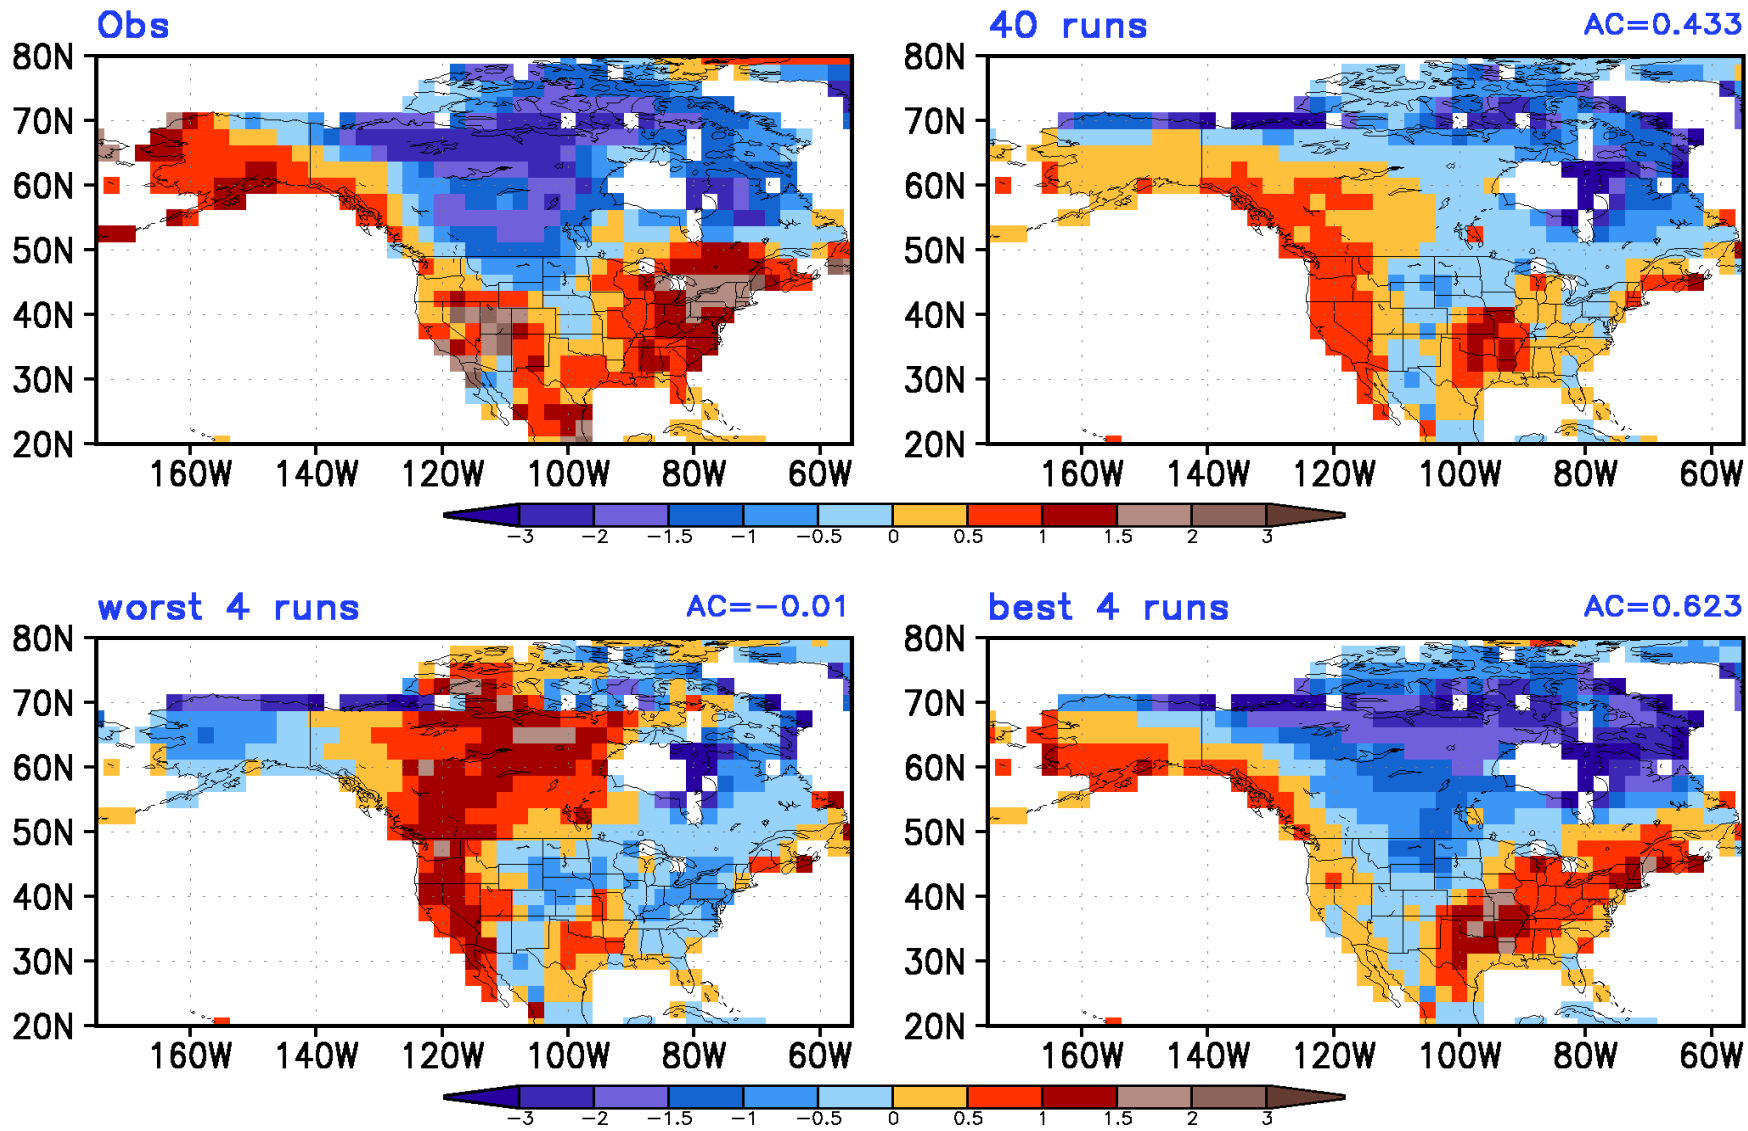 Obs
40 runs AC=0.433
80N 80N
70N 70N
60N 60N
50N 50N
40N 40N
30N 30N
20N 20N
160W 140W 120W 100W 80W 60W 160W 140W 120W 100W 80W 60W
-3 -2 -1.5 -1 -0.5 0 0.5 1 1.5 2 3
worst 4 runs AC=-0.01
best 4 runs AC=0.623
80N 80N
70N 70N
60N 60N
50N 50N
40N 40N
30N 30N
20N 20N
160W 140W 120W 100W 80W 60W 160W 140W 120W 100W 80W 60W
-3 -2 -1.5 -1 -0.5 0 0.5 1 1.5 2 3